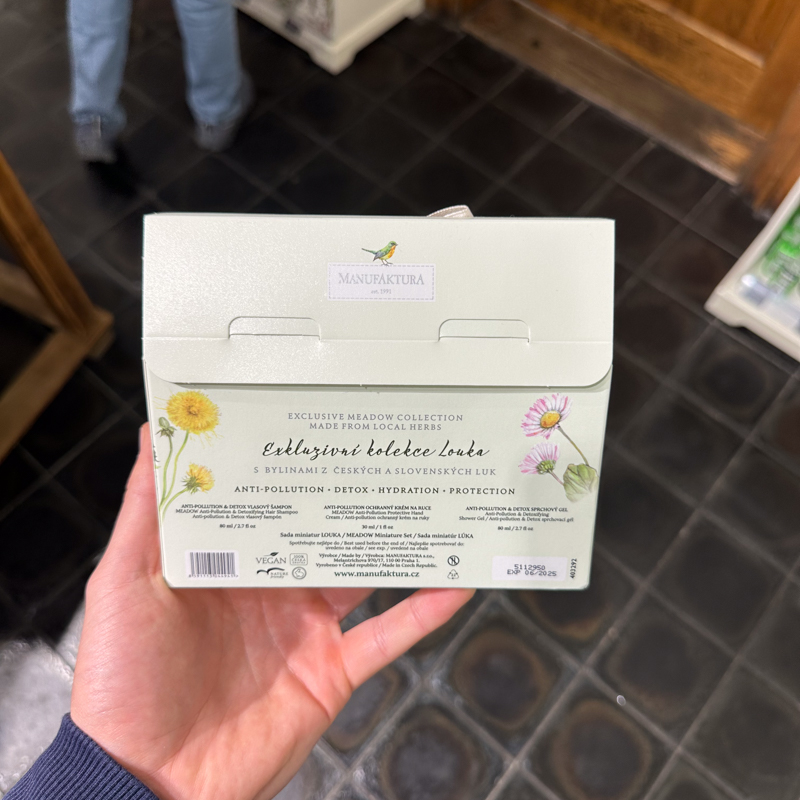 MANUFAKTURA
est. 1991
EXCLUSIVE MEADOW COLLECTION
MADE FROM LOCAL HERBS
Exkluzivní kolekce Louka
S BYLINAMI Z ČESKÝCH A SLOVENSKÝCH LUK
ANTI-POLLUTION • DETOX • HYDRATION • PROTECTION
ANTI-POLLUTION & DETOX VLASOVÝ ŠAMPON
MEADOW Anti-Pollution & Detoxifying Hair Shampoo
Anti-pollution & Detox vlasový šampón
80 ml / 2.7 fl oz
ANTI-POLLUTION OCHRANNÝ KRÉM NA RUCE
MEADOW Anti-Pollution Protective Hand
Cream / Anti-pollution ochranný krém na ruky
30 ml / 1 fl oz
ANTI-POLLUTION & DETOX SPRCHOVÝ GEL
Anti-Pollution & Detoxifying
Shower Gel / Anti-pollution & Detox sprchovací gél
80 ml / 2.7 fl oz
Sada miniatur LOUKA / MEADOW Miniature Set / Sada miniatúr LÚKA
Spotřebujte nejlépe do / Best used before the end of / Najlepšie spotrebovať do:
uvedeno na obale / see exp / uvedené na obale
Výrobce / Made by / Výrobca: MANUFAKTURA s.r.o.,
Melantrichova 970/17, 110 00 Praha 1.
Vyrobeno v České republice / Made in Czech Republic.
www.manufaktura.cz
VEGAN
NATURE
5112950
EXP 06/2025
403292